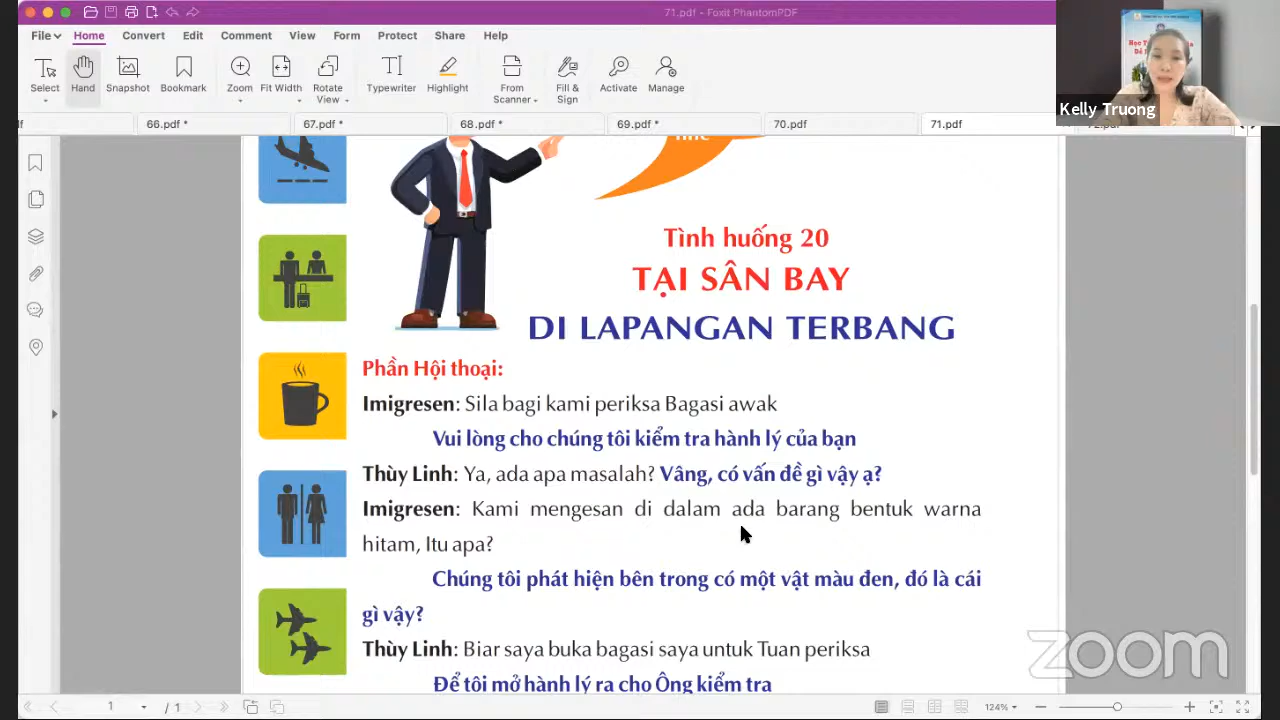 71.pdf - Foxit PhantomPDF
File Home Convert Edit Comment View Form Protect Share Help
Select Hand Snapshot Bookmark Zoom Fit Width Rotate View Typewriter Highlight From Scanner Fill & Sign Activate Manage
Kelly Truong
66.pdf * 67.pdf * 68.pdf * 69.pdf * 70.pdf 71.pdf
Tình huống 20
TẠI SÂN BAY
DI LAPANGAN TERBANG
Phần Hội thoại:
Imigresen: Sila bagi kami periksa Bagasi awak
Vui lòng cho chúng tôi kiểm tra hành lý của bạn
Thùy Linh: Ya, ada apa masalah? Vâng, có vấn đề gì vậy ạ?
Imigresen: Kami mengesan di dalam ada barang bentuk warna
hitam, Itu apa?
Chúng tôi phát hiện bên trong có một vật màu đen, đó là cái
gì vậy?
Thùy Linh: Biar saya buka bagasi saya untuk Tuan periksa
Để tôi mở hành lý ra cho Ông kiểm tra
zoom
1 / 1 124%